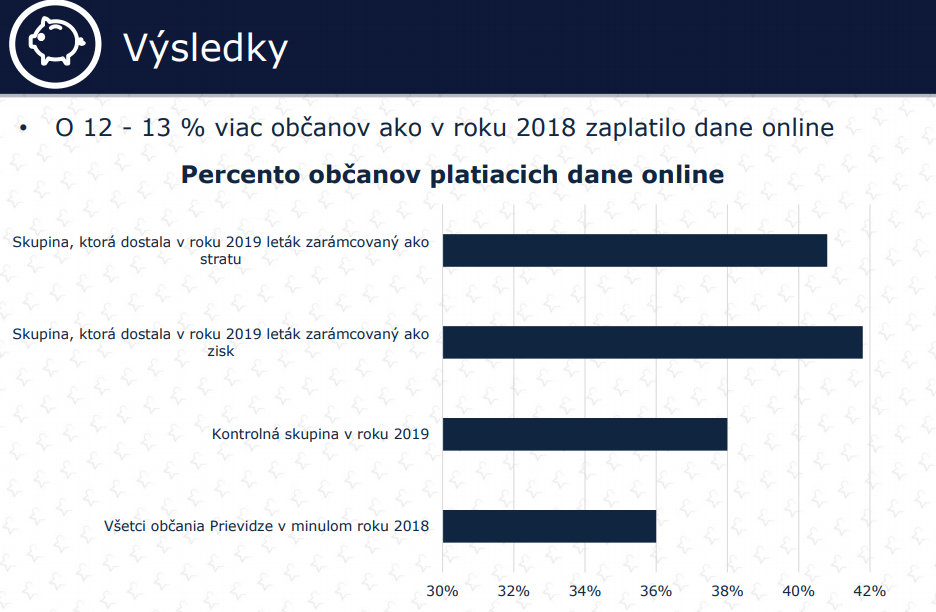 Výsledky
• O 12 - 13 % viac občanov ako v roku 2018 zaplatilo dane online
Percento občanov platiacich dane online
Skupina, ktorá dostala v roku 2019 leták zarámcovaný ako
stratu
Skupina, ktorá dostala v roku 2019 leták zarámcovaný ako
zisk
Kontrolná skupina v roku 2019
Všetci občania Prievidze v minulom roku 2018
30% 32% 34% 36% 38% 40% 42%